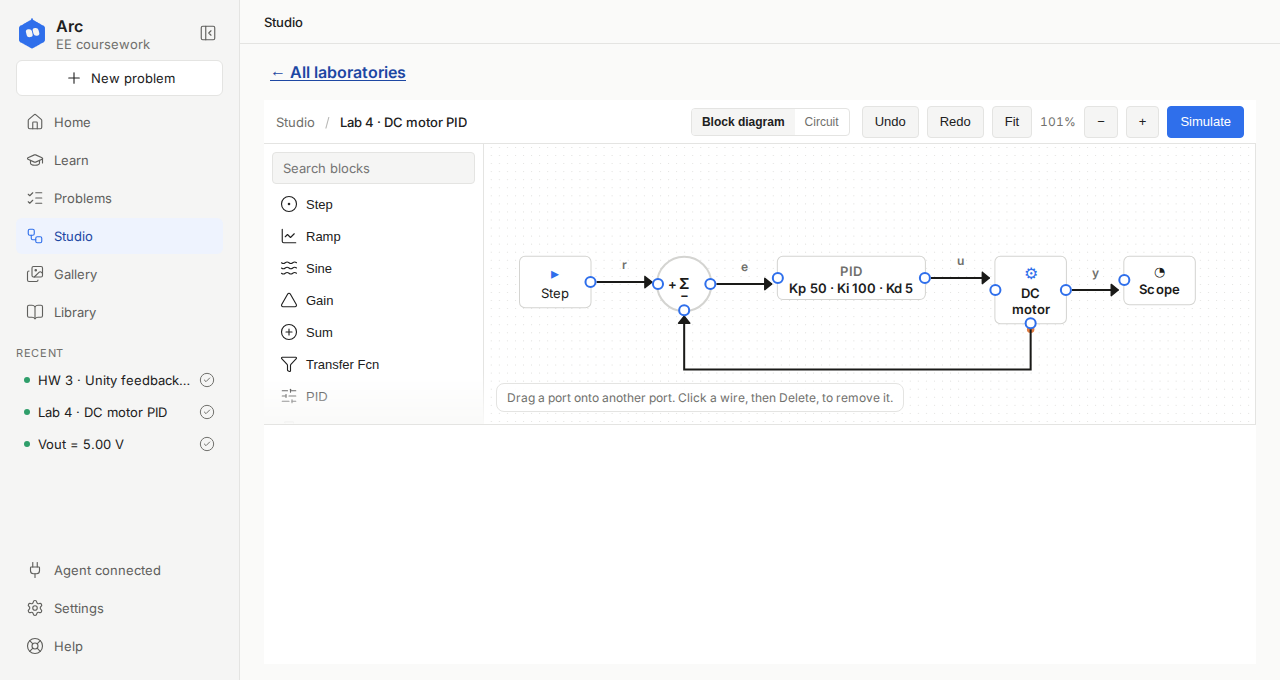 Arc
EE coursework
New problem
Home
Learn
Problems
Studio
Gallery
Library
RECENT
HW 3 · Unity feedback...
Lab 4 · DC motor PID
Vout = 5.00 V
Agent connected
Settings
Help
Studio
← All laboratories
Studio / Lab 4 · DC motor PID
Block diagram
Circuit
Undo
Redo
Fit
101%
−
+
Simulate
Search blocks
Step
Ramp
Sine
Gain
Sum
Transfer Fcn
PID
Step
r
+ Σ
−
e
PID
Kp 50 · Ki 100 · Kd 5
u
DC
motor
y
Scope
Drag a port onto another port. Click a wire, then Delete, to remove it.